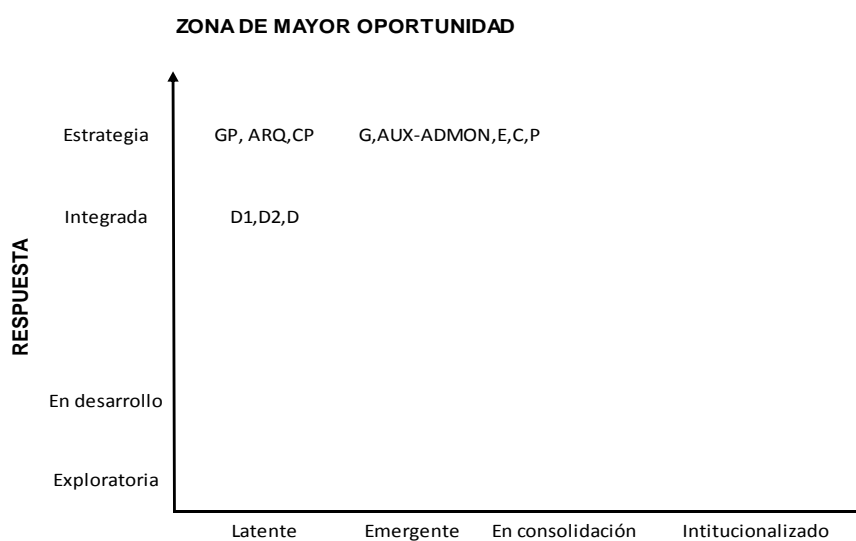 ZONA DE MAYOR OPORTUNIDAD
Estrategia
GP, ARQ,CP
G,AUX-ADMON,E,C,P
Integrada
D1,D2,D
RESPUESTA
En desarrollo
Exploratoria
Latente
Emergente
En consolidación
Intitucionalizado